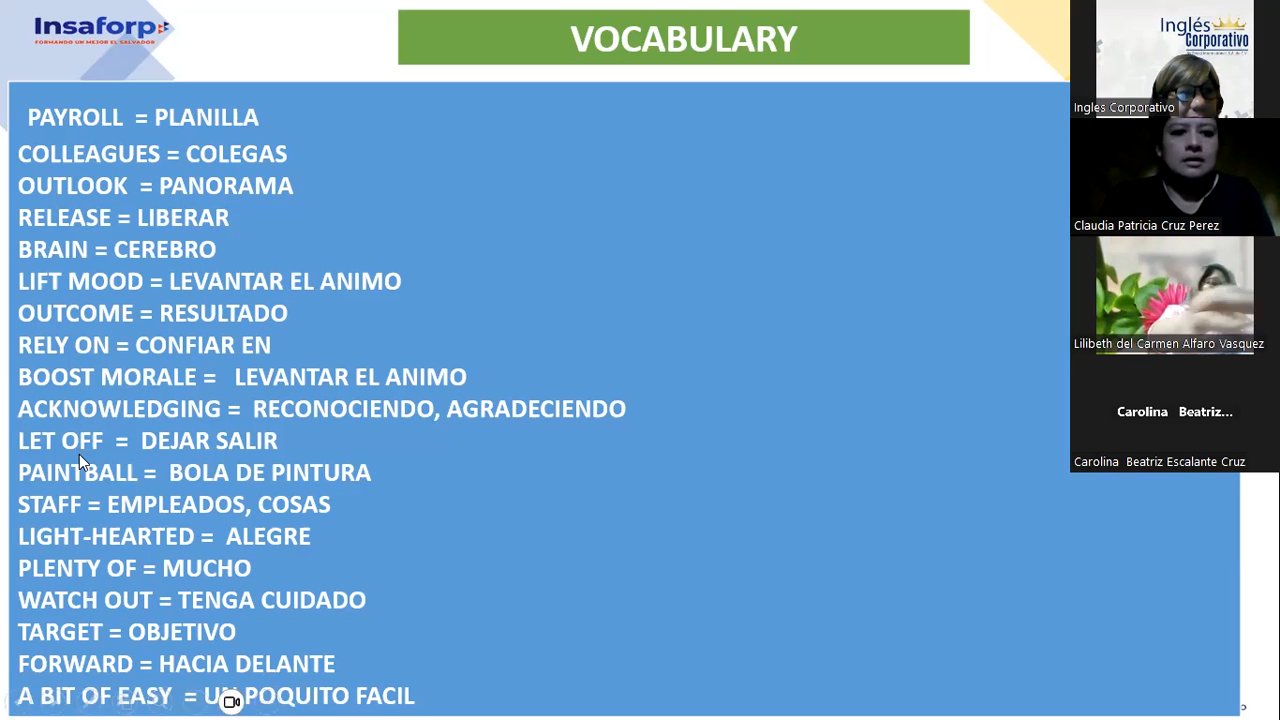 Insaforp
FORMANDO UN MEJOR EL SALVADOR
VOCABULARY
PAYROLL = PLANILLA
COLLEAGUES = COLEGAS
OUTLOOK = PANORAMA
RELEASE = LIBERAR
BRAIN = CEREBRO
LIFT MOOD = LEVANTAR EL ANIMO
OUTCOME = RESULTADO
RELY ON = CONFIAR EN
BOOST MORALE = LEVANTAR EL ANIMO
ACKNOWLEDGING = RECONOCIENDO, AGRADECIENDO
LET OFF = DEJAR SALIR
PAINTBALL = BOLA DE PINTURA
STAFF = EMPLEADOS, COSAS
LIGHT-HEARTED = ALEGRE
PLENTY OF = MUCHO
WATCH OUT = TENGA CUIDADO
TARGET = OBJETIVO
FORWARD = HACIA DELANTE
A BIT OF EASY = UN POQUITO FACIL
Inglés
Corporativo
Ingles Corporativo
Claudia Patricia Cruz Perez
Lilibeth del Carmen Alfaro Vasquez
Carolina Beatriz...
Carolina Beatriz Escalante Cruz